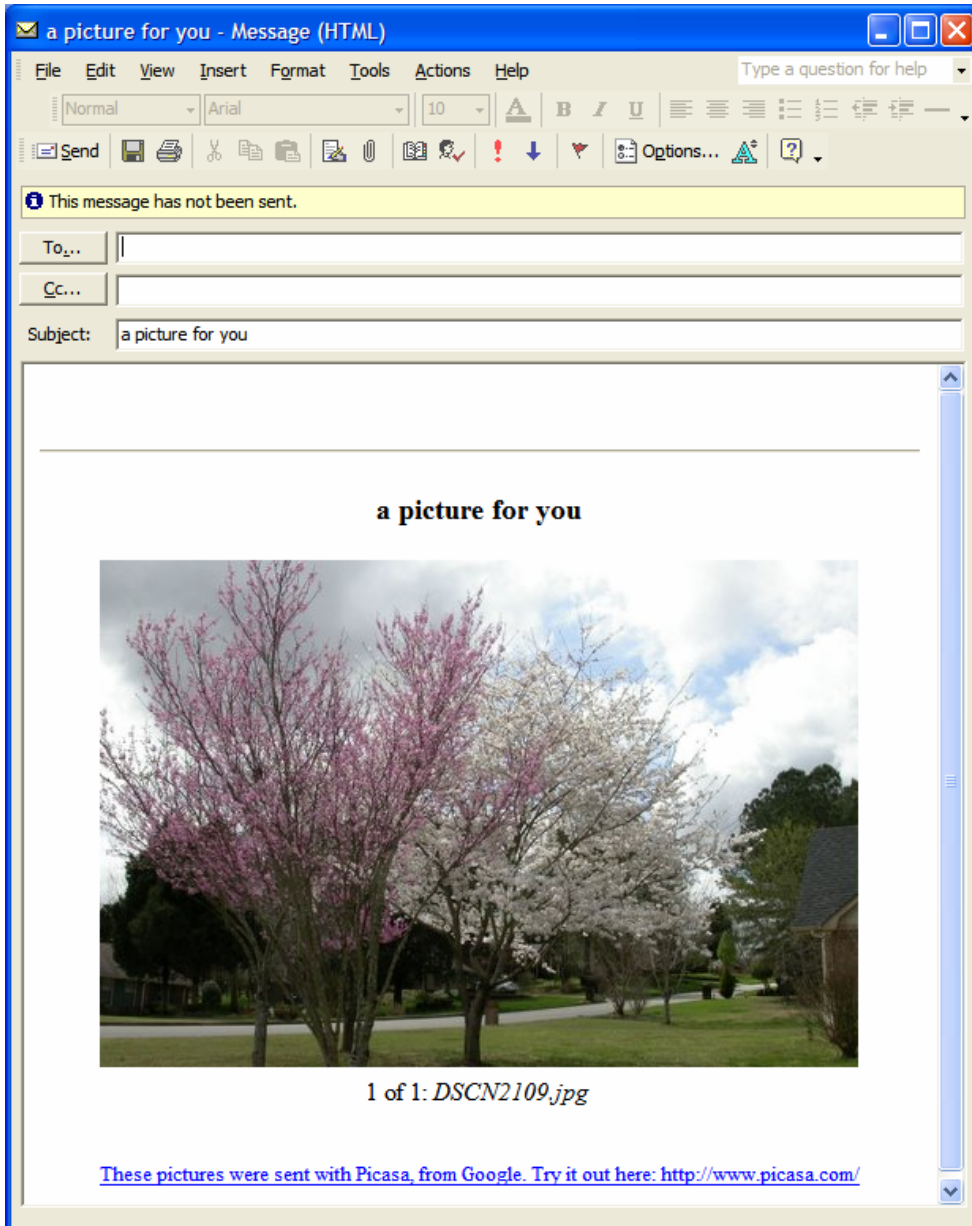 a picture for you - Message (HTML)
File Edit View Insert Format Tools Actions Help Type a question for help
Normal Arial 10 A B I U
Send Options...
This message has not been sent.
To...
Cc...
Subject: a picture for you
a picture for you
1 of 1: DSCN2109.jpg
These pictures were sent with Picasa, from Google. Try it out here: http://www.picasa.com/